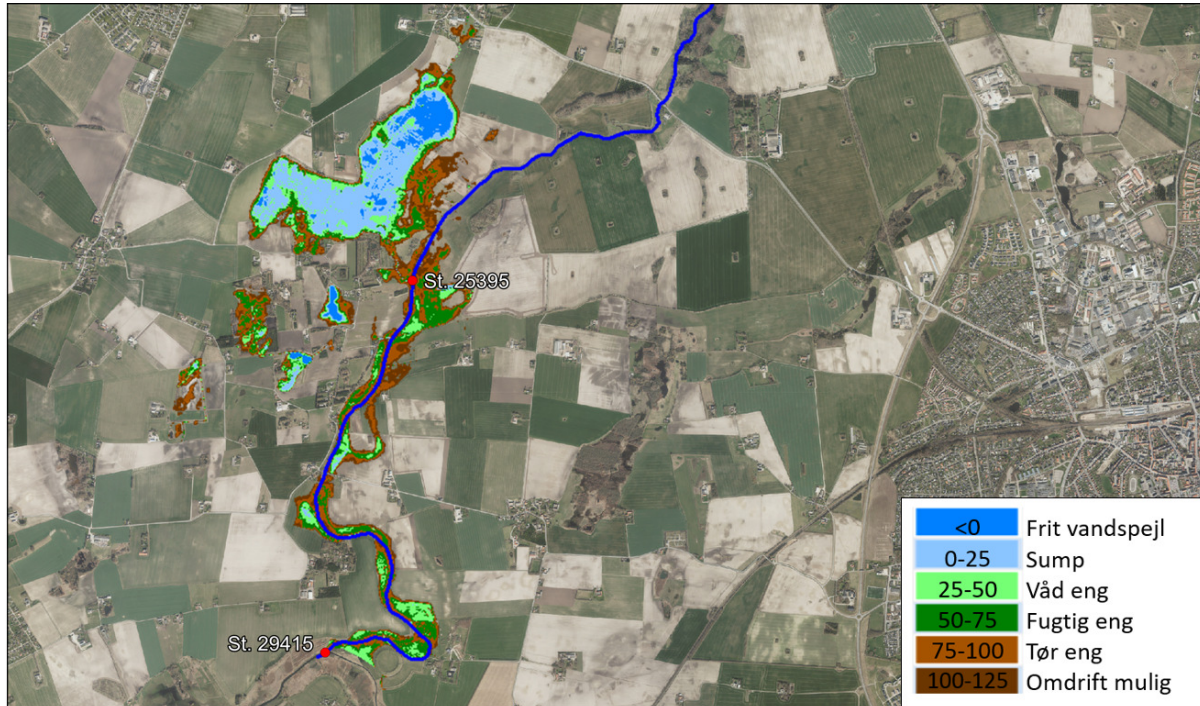 St. 25395
St. 29415
<0 Frit vandspejl
0-25 Sump
25-50 Våd eng
50-75 Fugtig eng
75-100 Tør eng
100-125 Omdrift mulig